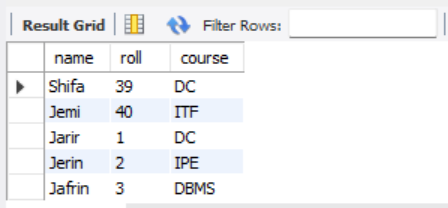 Result Grid Filter Rows:
name roll course
Shifa 39 DC
Jemi 40 ITF
Jarir 1 DC
Jerin 2 IPE
Jafrin 3 DBMS